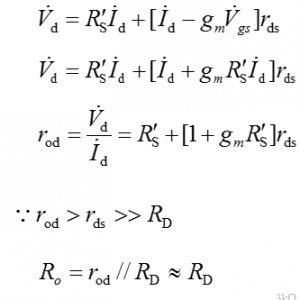 V̇d = R′S İd + [İd − gm V̇gs]rds
V̇d = R′S İd + [İd + gm R′S İd]rds
rod = V̇d / İd = R′S + [1 + gm R′S]rds
∵ rod > rds >> RD
Ro = rod // RD ≈ RD